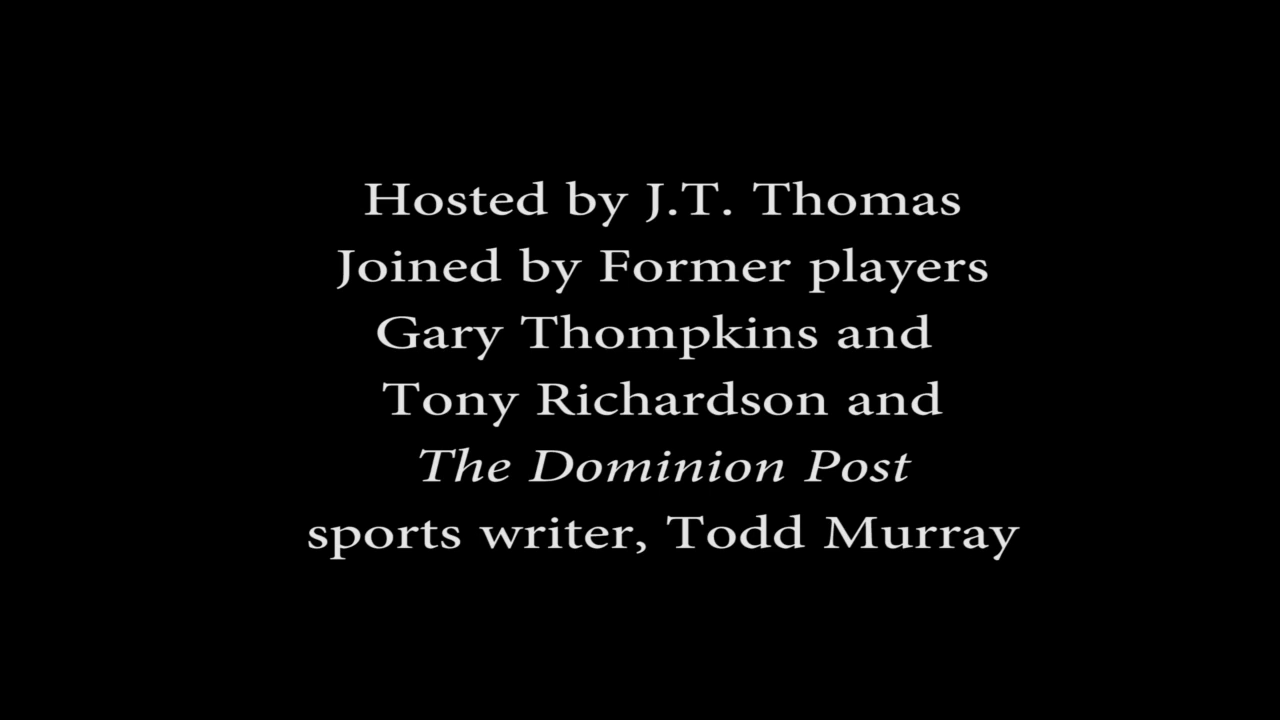 Hosted by J.T. Thomas
Joined by Former players
Gary Thompkins and
Tony Richardson and
The Dominion Post
sports writer, Todd Murray